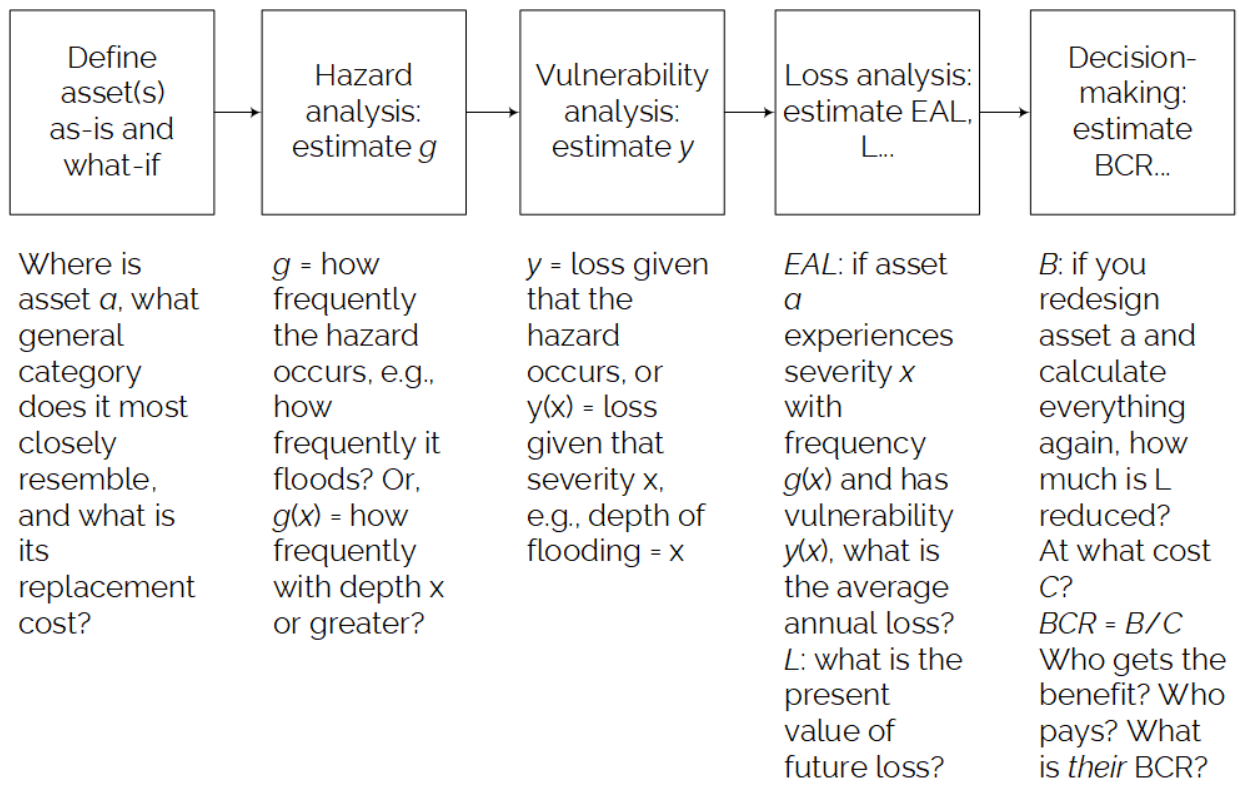 Define
asset(s)
as-is and
what-if
Hazard
analysis:
estimate g
Vulnerability
analysis:
estimate y
Loss analysis:
estimate EAL,
L...
Decision-
making:
estimate
BCR...
Where is
asset a, what
general
category
does it most
closely
resemble,
and what is
its
replacement
cost?
g = how
frequently
the hazard
occurs, e.g.,
how
frequently it
floods? Or,
g(x) = how
frequently
with depth x
or greater?
y = loss given
that the
hazard
occurs, or
y(x) = loss
given that
severity x,
e.g., depth of
flooding = x
EAL: if asset
a
experiences
severity x
with
frequency
g(x) and has
vulnerability
y(x), what is
the average
annual loss?
L: what is the
present
value of
future loss?
B: if you
redesign
asset a and
calculate
everything
again, how
much is L
reduced?
At what cost
C?
BCR = B/C
Who gets the
benefit? Who
pays? What
is their BCR?